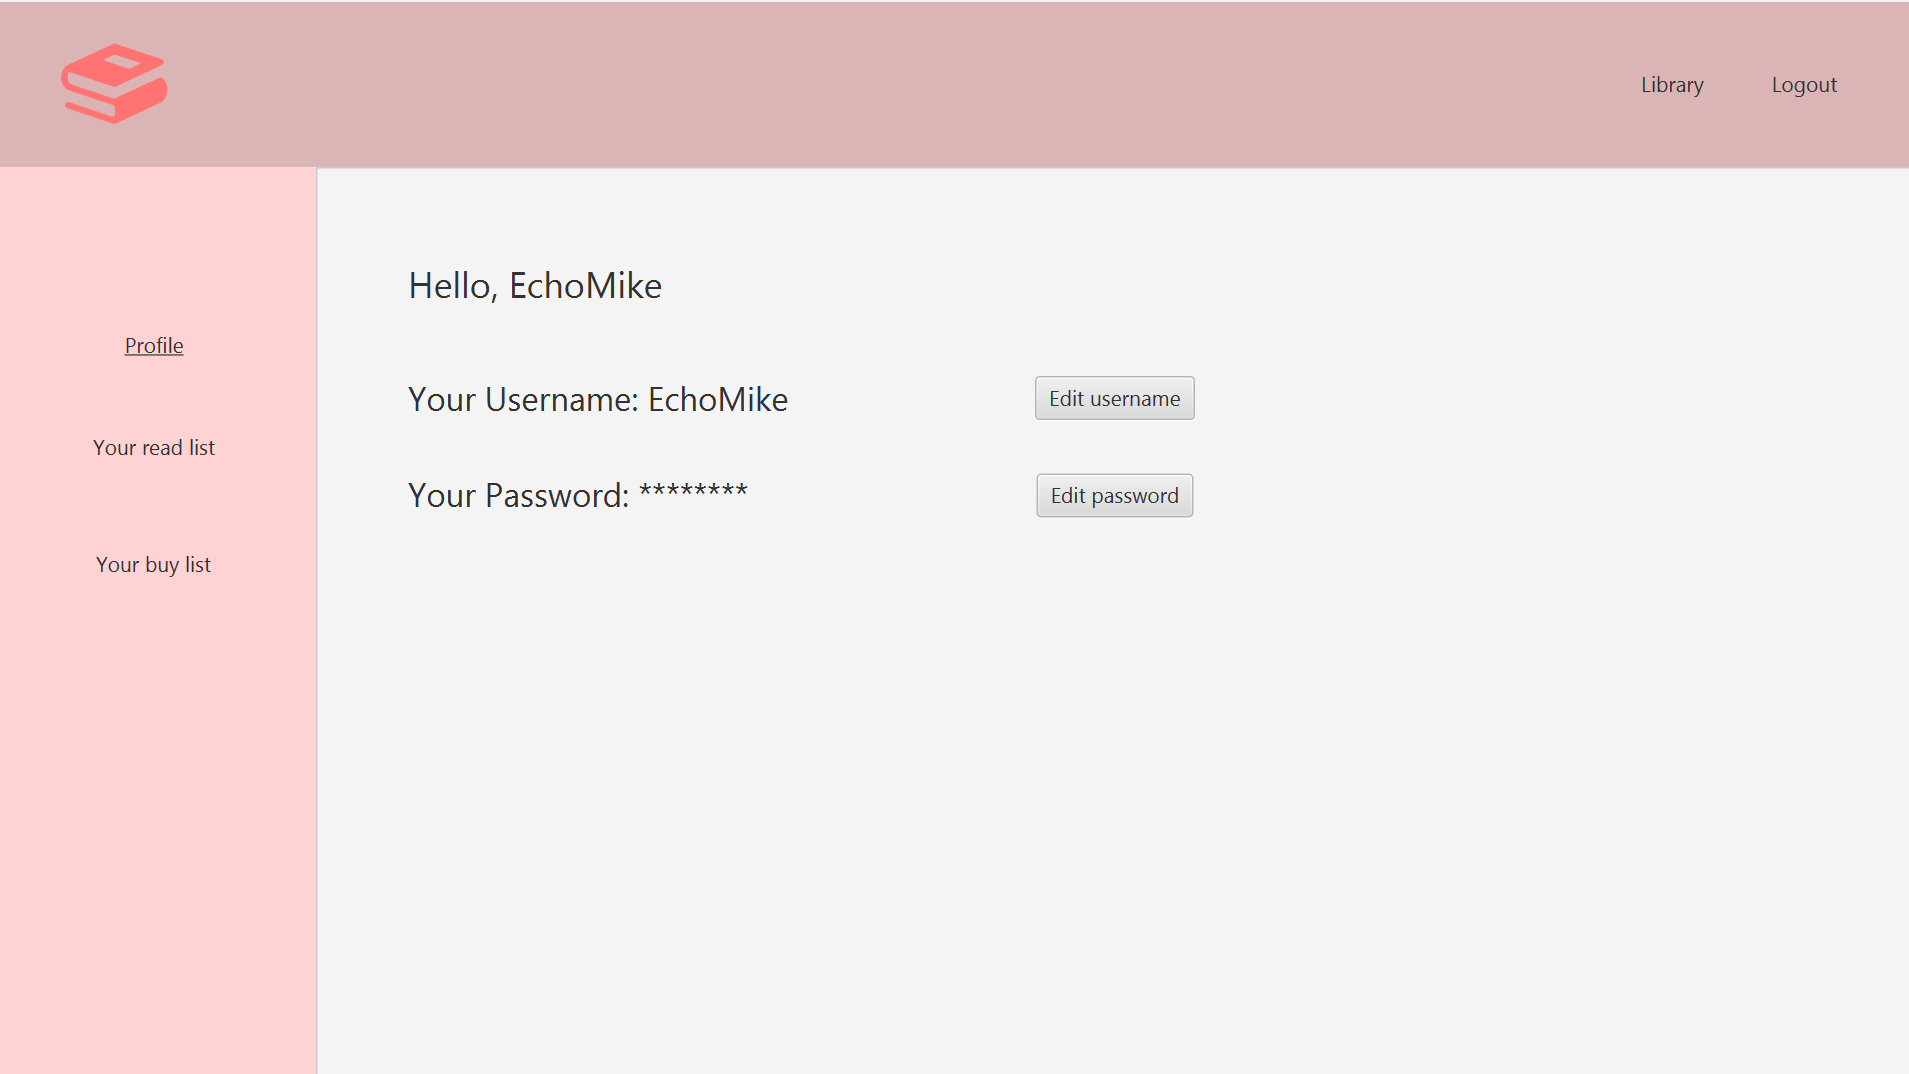 Library
Logout
Profile
Your read list
Your buy list
Hello, EchoMike
Your Username: EchoMike
Edit username
Your Password: ********
Edit password